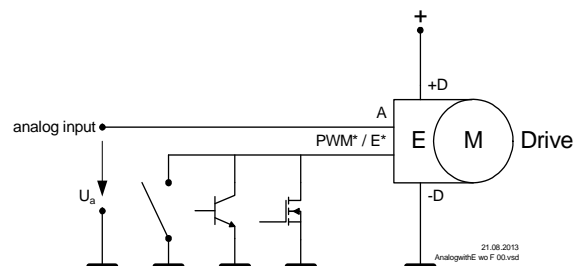 +
+D
A
analog input
PWM* / E*
E
M
Drive
Ua
-D
21.08.2013
AnalogwithE wo F 00.vsd